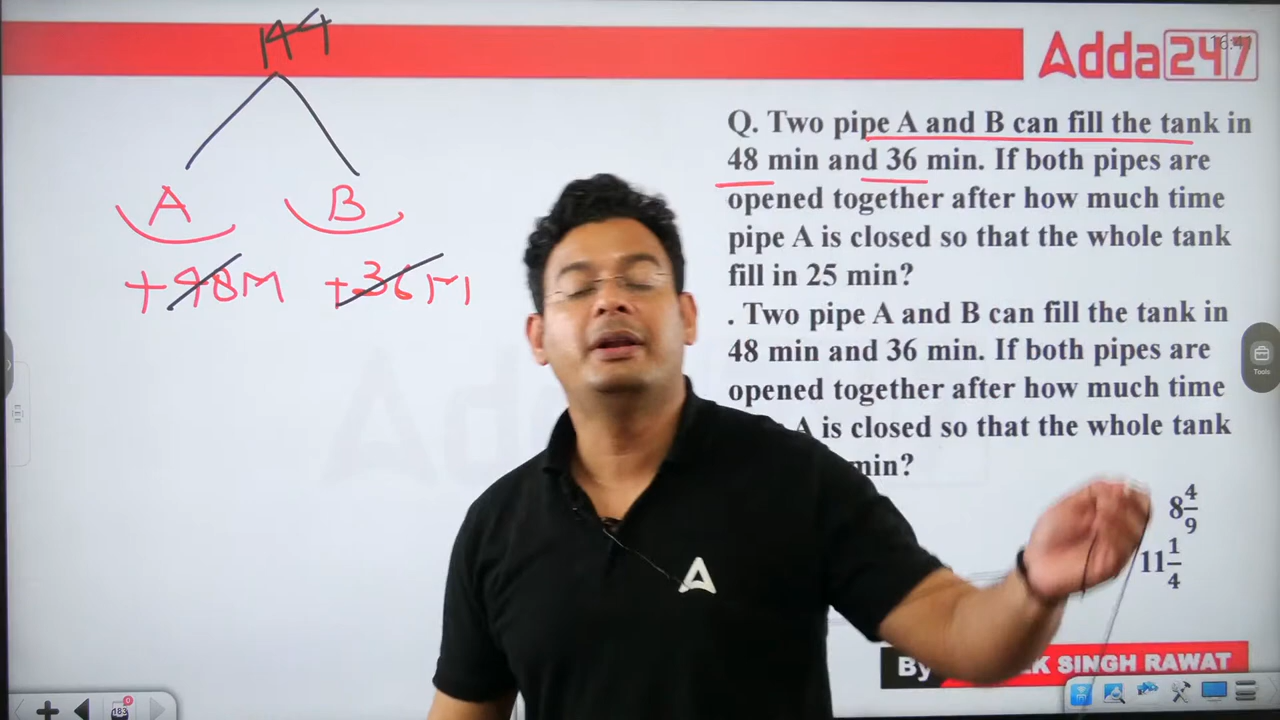 144
A B
+48M +36M
Adda 247
Q. Two pipe A and B can fill the tank in
48 min and 36 min. If both pipes are
opened together after how much time
pipe A is closed so that the whole tank
fill in 25 min?
. Two pipe A and B can fill the tank in
48 min and 36 min. If both pipes are
opened together after how much time
A is closed so that the whole tank
min?
8 4/9
11 1/4
By SINGH RAWAT
Tools
183